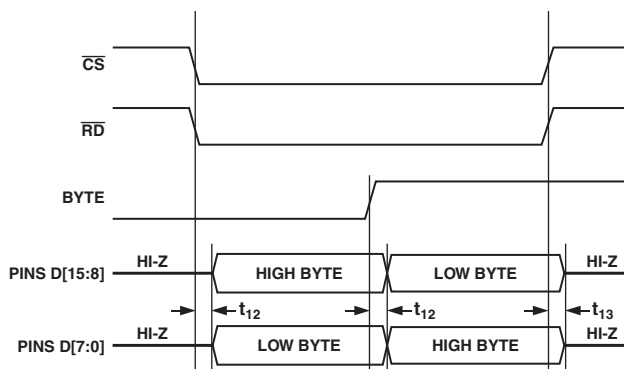 CS
RD
BYTE
PINS D[15:8] HI-Z HIGH BYTE LOW BYTE HI-Z
t12 t12 t13
PINS D[7:0] HI-Z LOW BYTE HIGH BYTE HI-Z